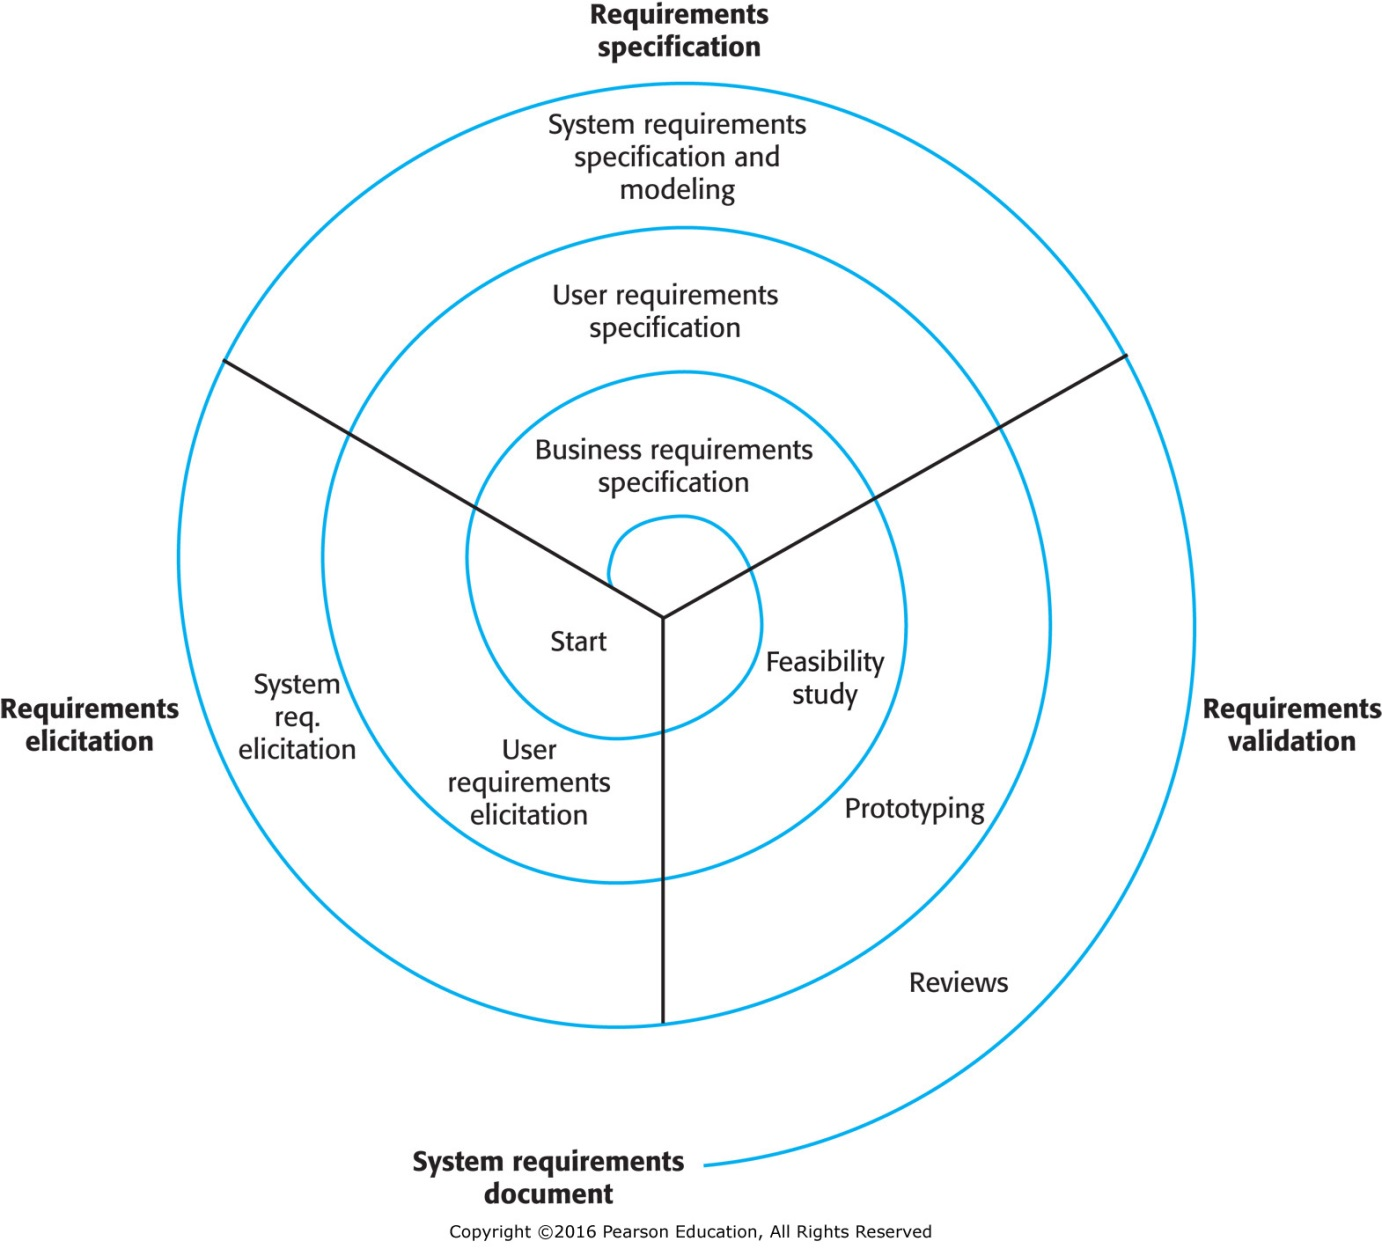 Requirements
specification
System requirements
specification and
modeling
User requirements
specification
Business requirements
specification
Start
Feasibility
study
System
req.
elicitation
Requirements
elicitation
Requirements
validation
User
requirements
elicitation
Prototyping
Reviews
System requirements
document
Copyright ©2016 Pearson Education, All Rights Reserved